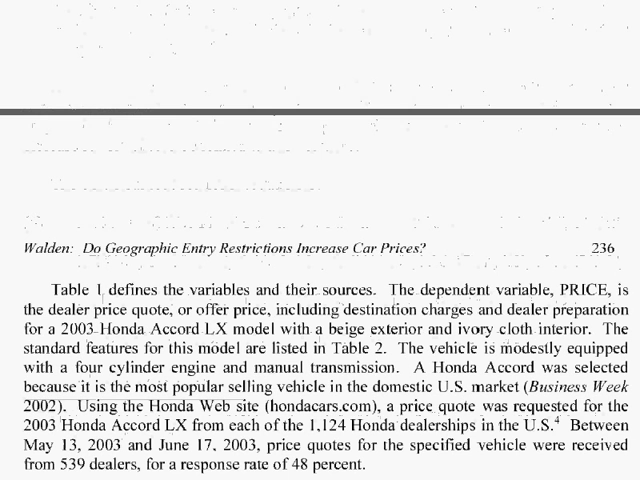 Walden: Do Geographic Entry Restrictions Increase Car Prices? 236
Table 1 defines the variables and their sources. The dependent variable, PRICE, is
the dealer price quote, or offer price, including destination charges and dealer preparation
for a 2003 Honda Accord LX model with a beige exterior and ivory cloth interior. The
standard features for this model are listed in Table 2. The vehicle is modestly equipped
with a four cylinder engine and manual transmission. A Honda Accord was selected
because it is the most popular selling vehicle in the domestic U.S. market (Business Week
2002). Using the Honda Web site (hondacars.com), a price quote was requested for the
2003 Honda Accord LX from each of the 1,124 Honda dealerships in the U.S.4 Between
May 13, 2003 and June 17, 2003, price quotes for the specified vehicle were received
from 539 dealers, for a response rate of 48 percent.